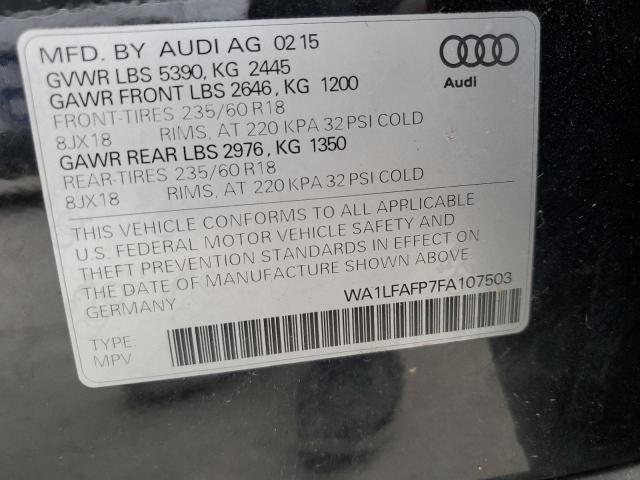 MFD. BY AUDI AG 02 15
GVWR LBS 5390, KG 2445
GAWR FRONT LBS 2646, KG 1200
FRONT-TIRES 235/60 R18
8JX18 RIMS, AT 220 KPA 32 PSI COLD
GAWR REAR LBS 2976, KG 1350
REAR-TIRES 235/60 R18
8JX18 RIMS, AT 220 KPA 32 PSI COLD
Audi
THIS VEHICLE CONFORMS TO ALL APPLICABLE
U.S. FEDERAL MOTOR VEHICLE SAFETY AND
THEFT PREVENTION STANDARDS IN EFFECT ON
THE DATE OF MANUFACTURE SHOWN ABOVE.
GERMANY
WA1LFAFP7FA107503
TYPE:
MPV